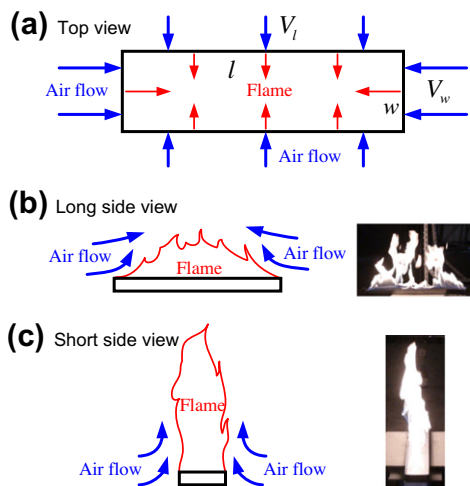 (a) Top view
V_l
l
Air flow
Flame
V_w
w
Air flow
(b) Long side view
Air flow
Air flow
Flame
(c) Short side view
Flame
Air flow
Air flow